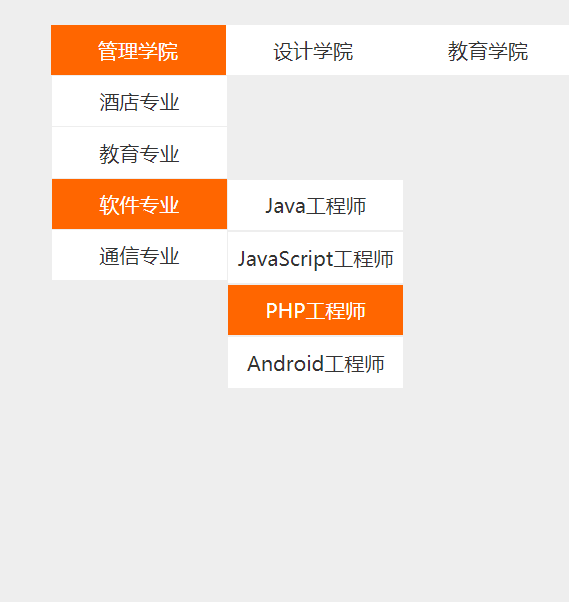 管理学院 设计学院 教育学院
酒店专业
教育专业
软件专业 Java工程师
通信专业 JavaScript工程师
PHP工程师
Android工程师